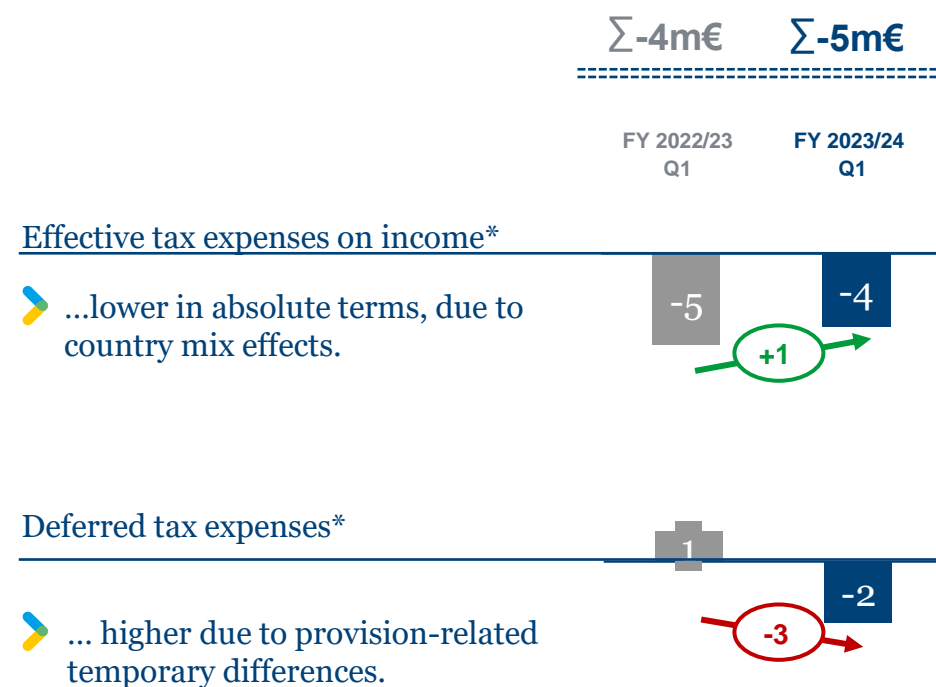 ∑-4m€ ∑-5m€
FY 2022/23 FY 2023/24
Q1 Q1
Effective tax expenses on income*
...lower in absolute terms, due to
country mix effects.
-5 -4
+1
Deferred tax expenses*
1
-2
... higher due to provision-related
temporary differences.
-3